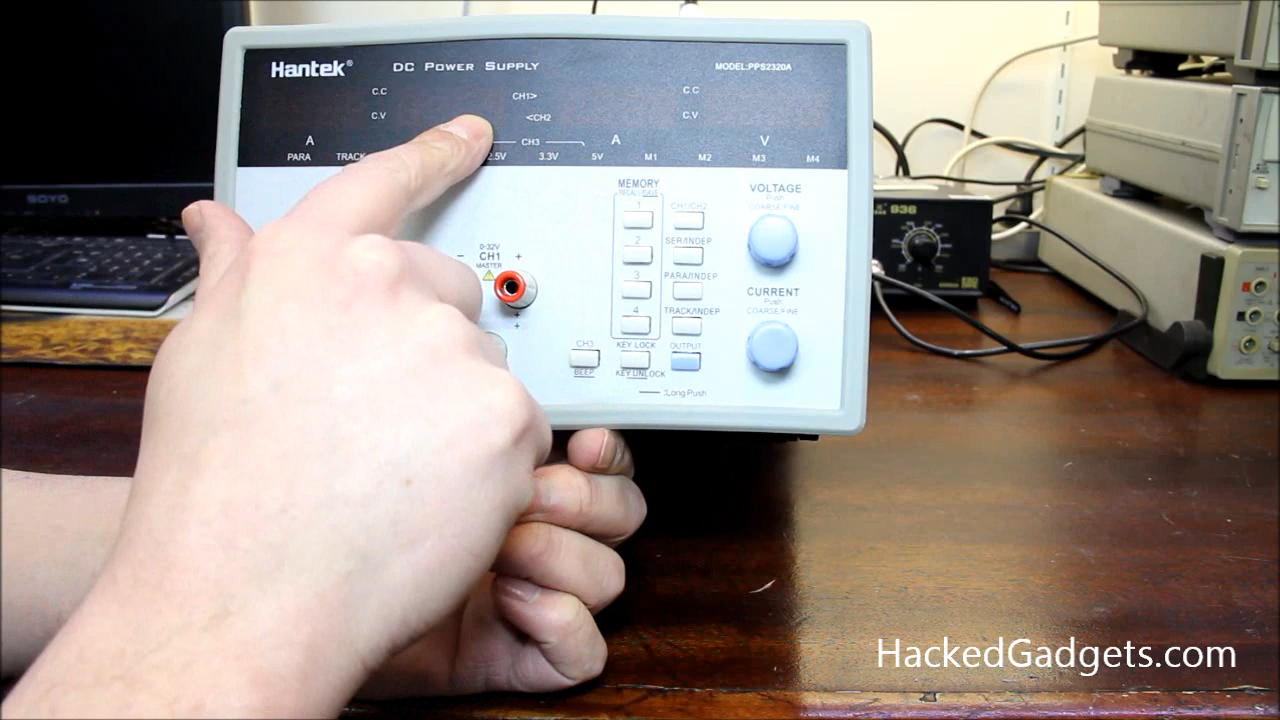 Hantek® DC POWER SUPPLY MODEL:PPS2320A
C.C CH1> C.C
C.V <CH2 C.V
A CH3 A V
PARA TRACK 2.5V 3.3V 5V M1 M2 M3 M4
MEMORY
RECALL/SAVE
VOLTAGE
Push
COARSE/FINE
1 CH1/CH2
2 SER/INDEP
3 PARA/INDEP
4 TRACK/INDEP
0-32V
CH1
MASTER
- +
+
CURRENT
Push
COARSE/FINE
CH3 KEY LOCK OUTPUT
BEEP KEY UNLOCK
:Long Push
SOYO
936
HackedGadgets.com